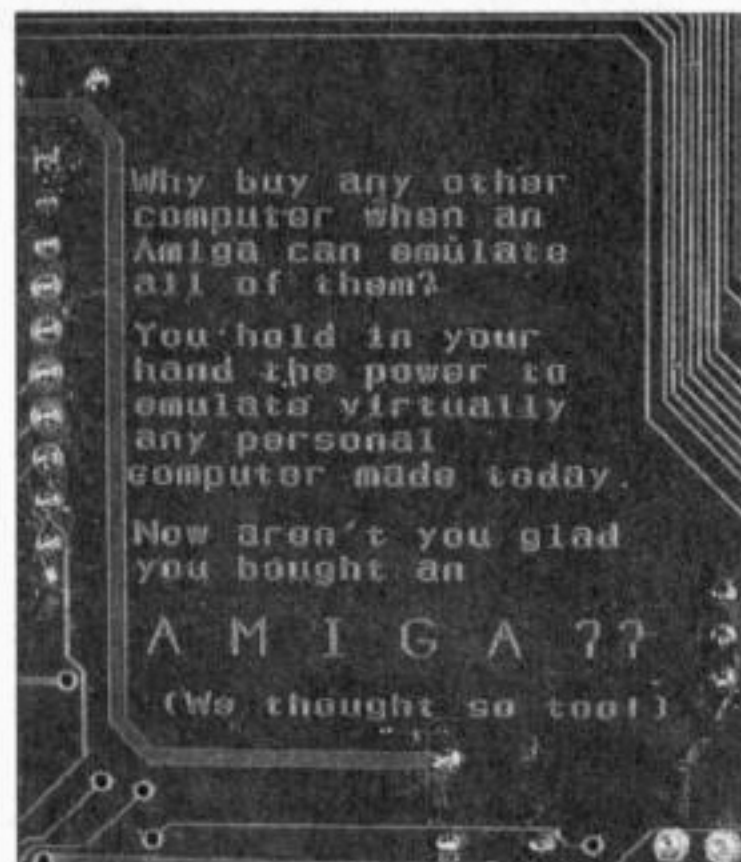 Why buy any other
computer when an
Amiga can emulate
all of them?
You hold in your
hand the power to
emulate virtually
any personal
computer made today.
Now aren't you glad
you bought an
A M I G A ??
(We thought so too!)